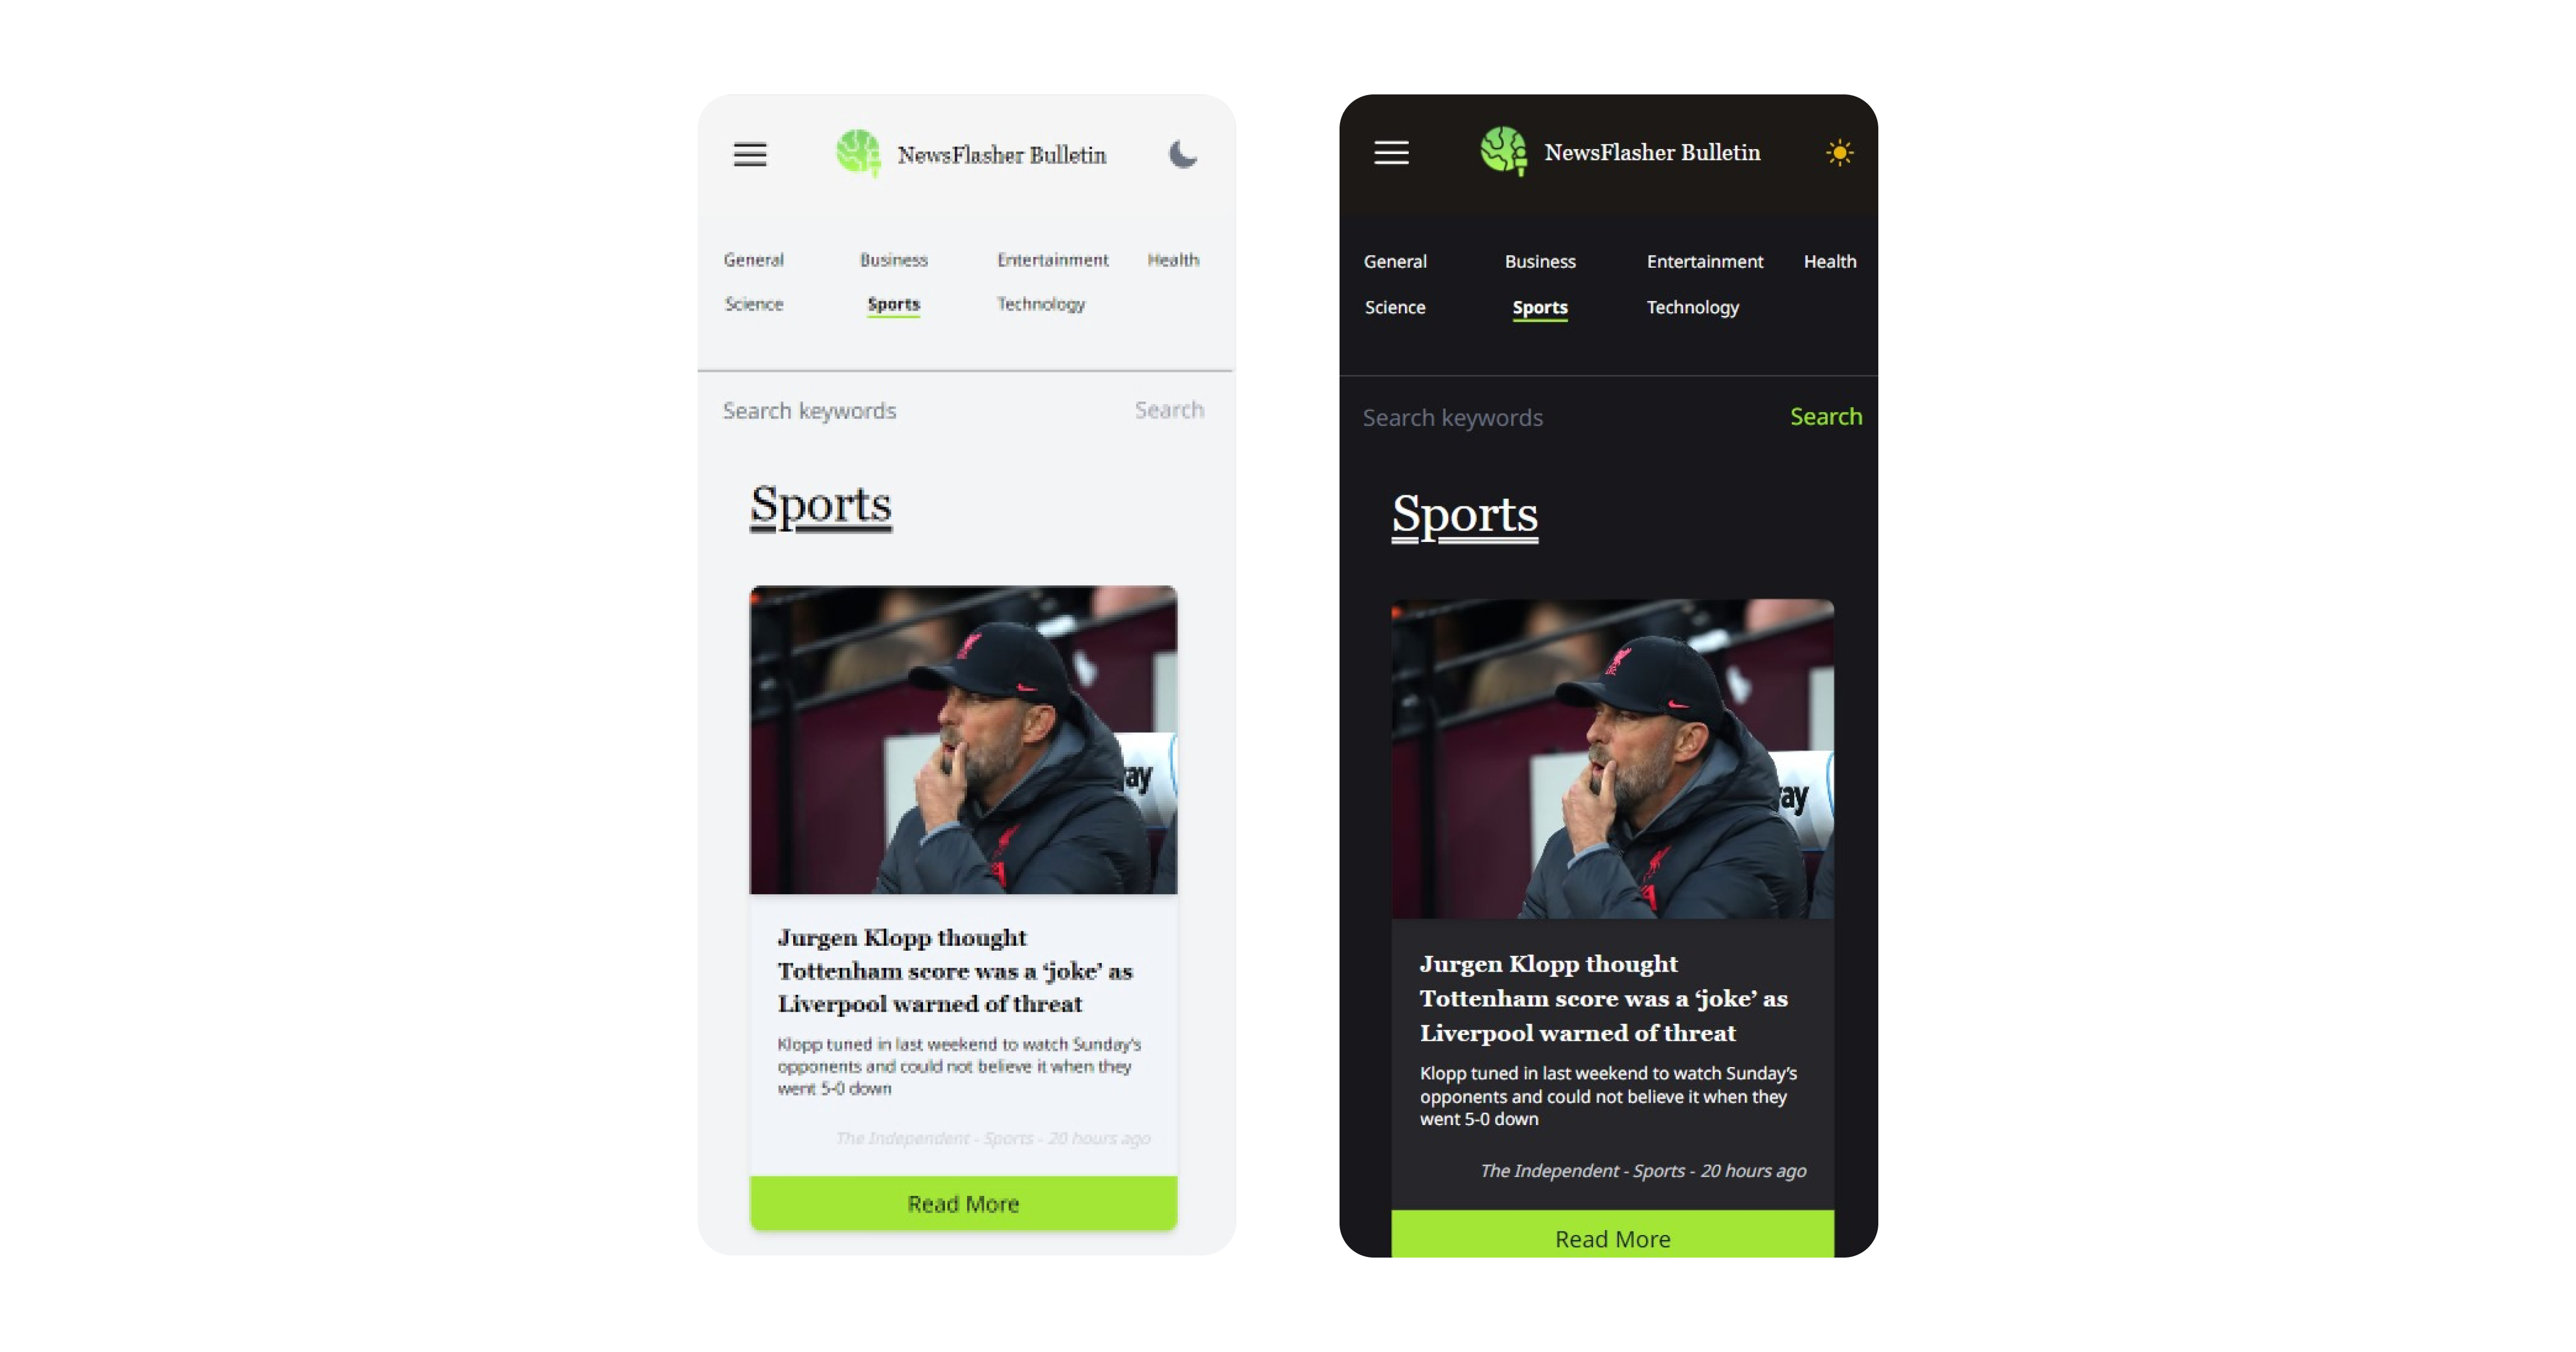 NewsFlasher Bulletin
General Business Entertainment Health
Science Sports Technology
Search keywords Search
Sports
ay
Jurgen Klopp thought
Tottenham score was a ‘joke’ as
Liverpool warned of threat
Klopp tuned in last weekend to watch Sunday’s
opponents and could not believe it when they
went 5-0 down
The Independent - Sports - 20 hours ago
Read More
NewsFlasher Bulletin
General Business Entertainment Health
Science Sports Technology
Search keywords Search
Sports
way
Jurgen Klopp thought
Tottenham score was a ‘joke’ as
Liverpool warned of threat
Klopp tuned in last weekend to watch Sunday’s
opponents and could not believe it when they
went 5-0 down
The Independent - Sports - 20 hours ago
Read More